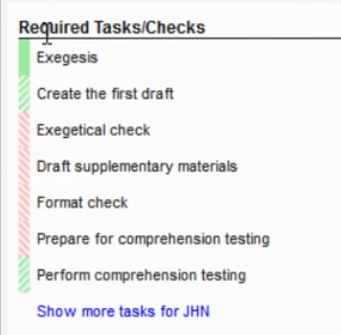 Required Tasks/Checks
Exegesis
Create the first draft
Exegetical check
Draft supplementary materials
Format check
Prepare for comprehension testing
Perform comprehension testing
Show more tasks for JHN